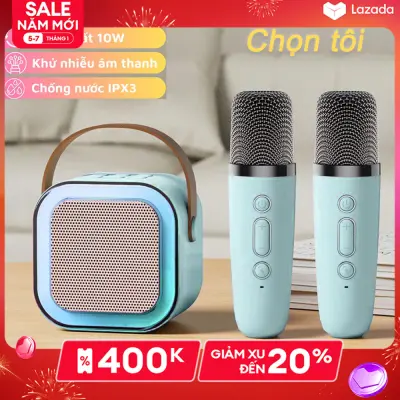 SALE
NĂM MỚI
5-7 THÁNG 1
Lazada
10W
Chọn tôi
Khử nhiễu âm thanh
Chống nước IPX3
% 400K
GIẢM XU
ĐẾN
20%